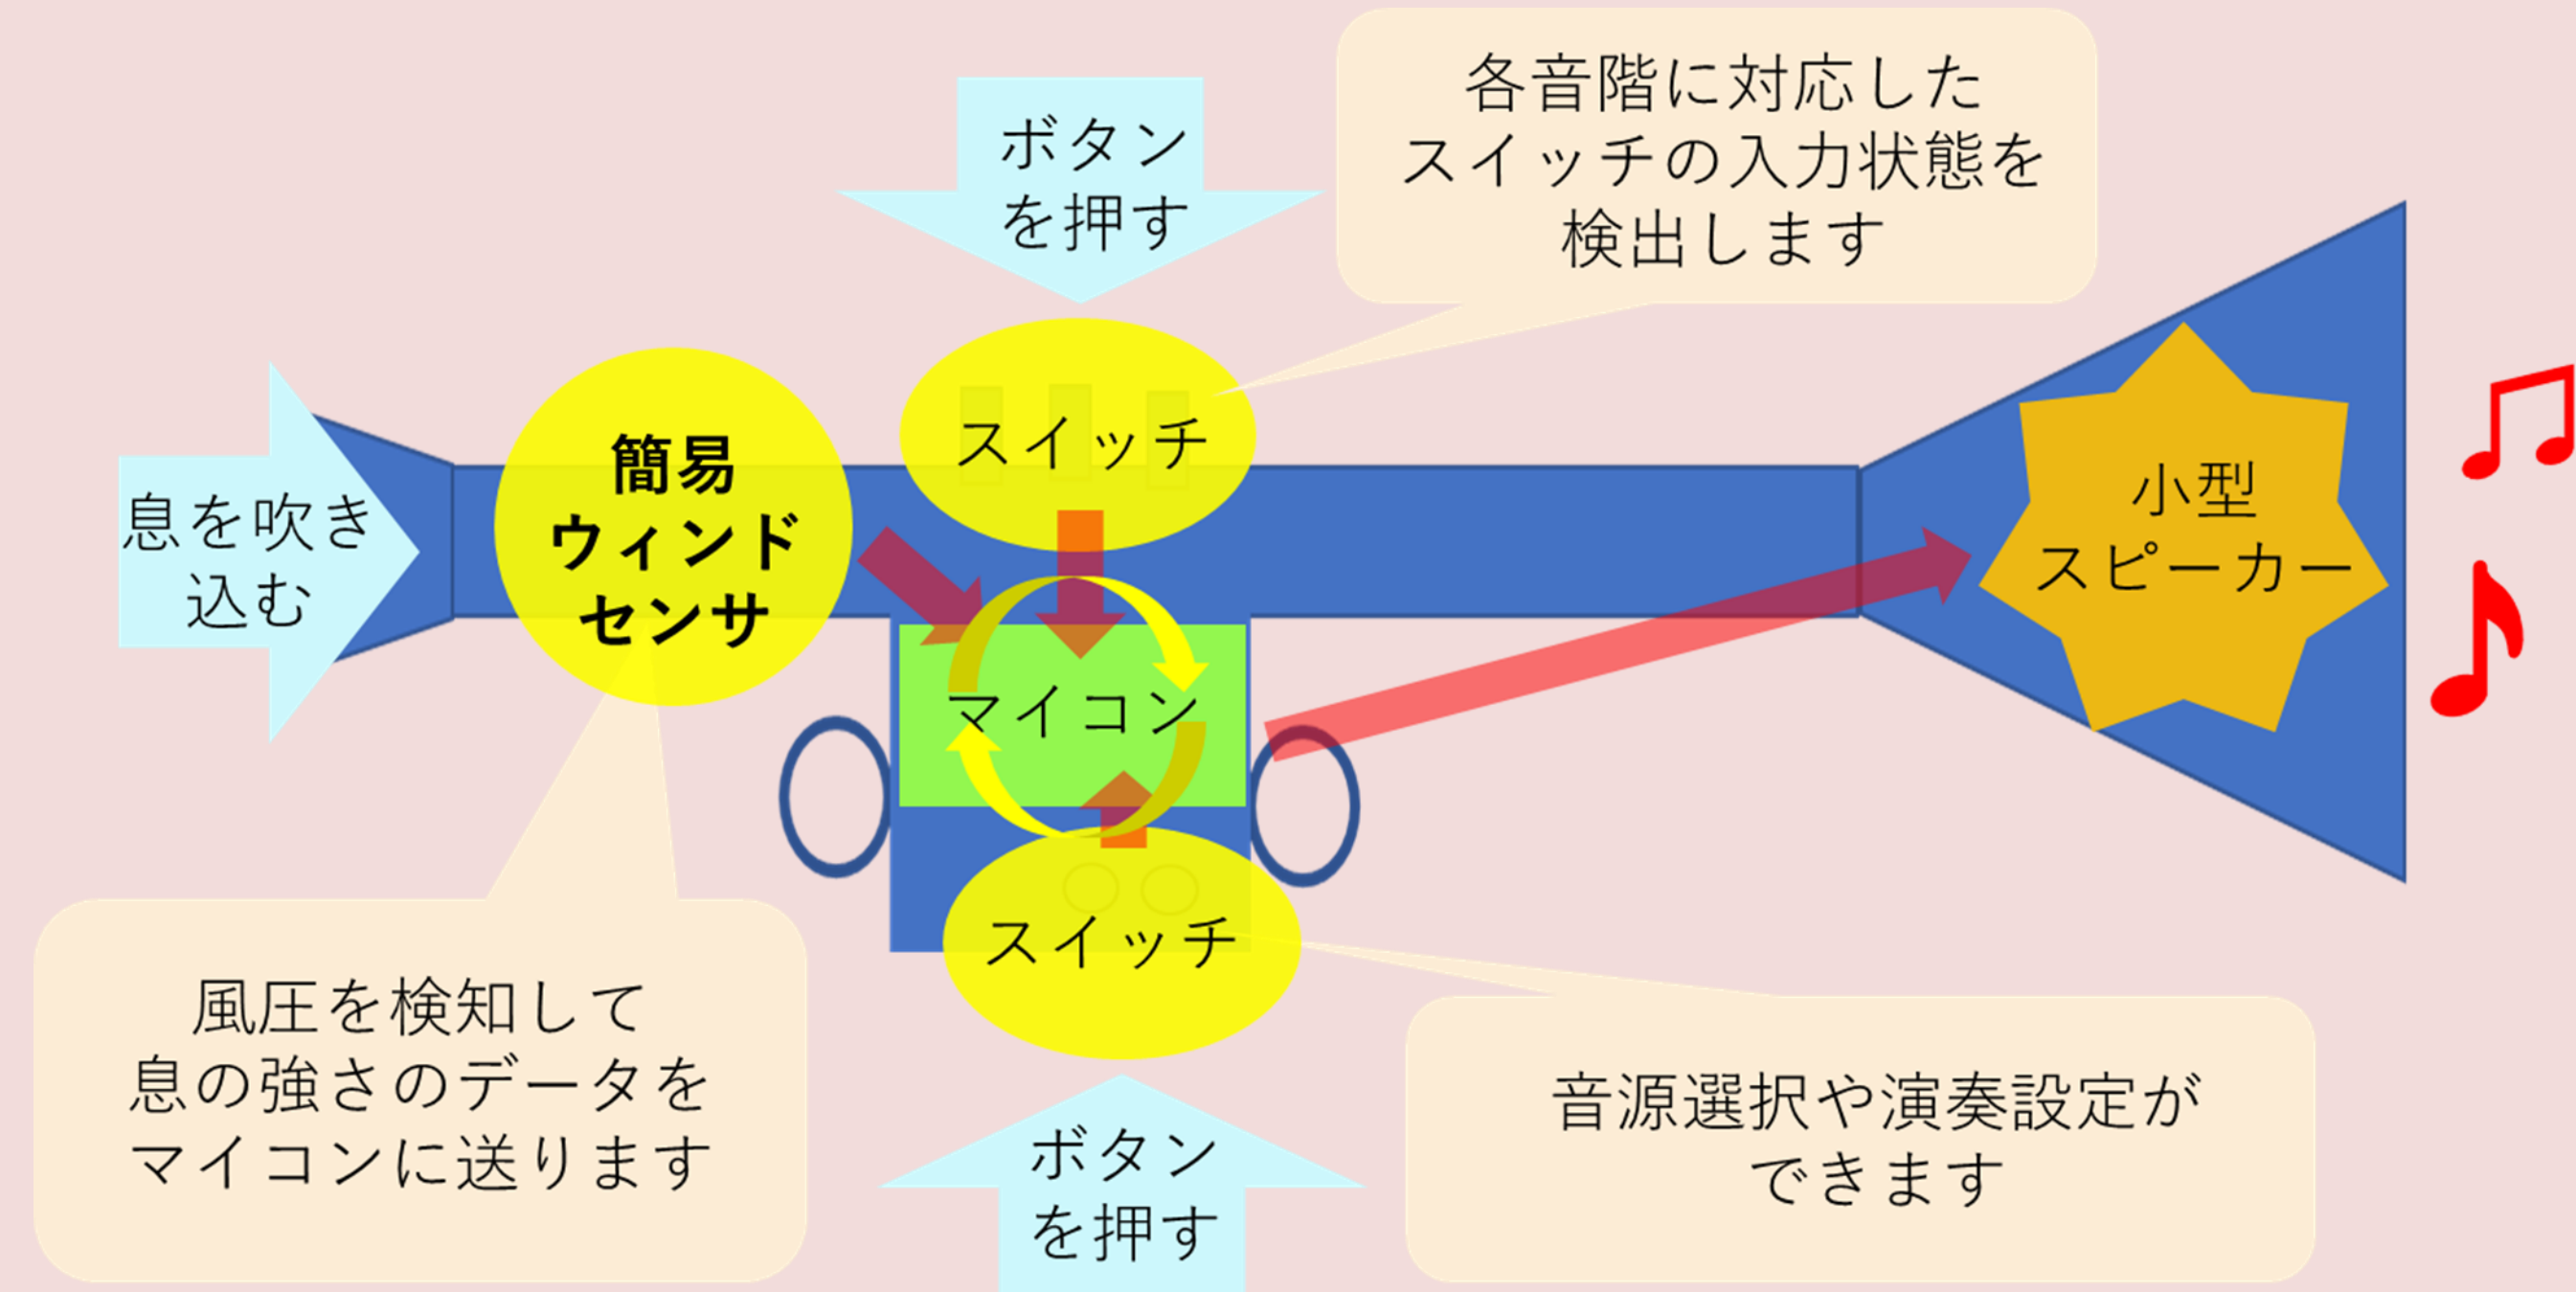 各音階に対応した
スイッチの入力状態を
検出します
ボタン
を押す
スイッチ
簡易
ウィンド
センサ
息を吹き
込む
小型
スピーカー
マイコン
スイッチ
風圧を検知して
息の強さのデータを
マイコンに送ります
音源選択や演奏設定が
できます
ボタン
を押す